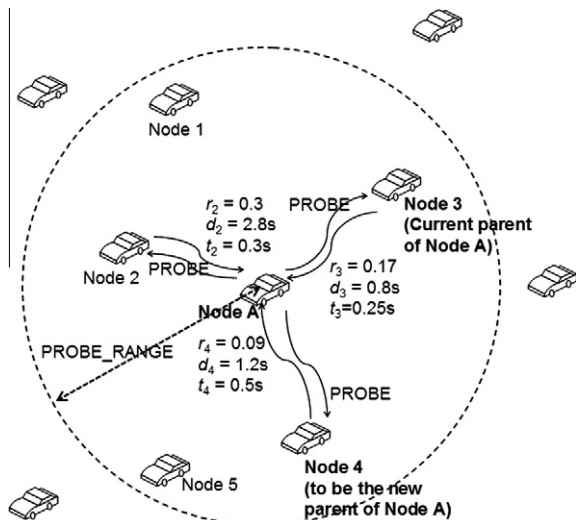 Node 1
r2 = 0.3
d2 = 2.8s
t2 = 0.3s
PROBE
Node 3
(Current parent
of Node A)
Node 2
PROBE
r3 = 0.17
d3 = 0.8s
t3=0.25s
Node A
PROBE_RANGE
r4 = 0.09
d4 = 1.2s
t4 = 0.5s
PROBE
Node 5
Node 4
(to be the new
parent of Node A)